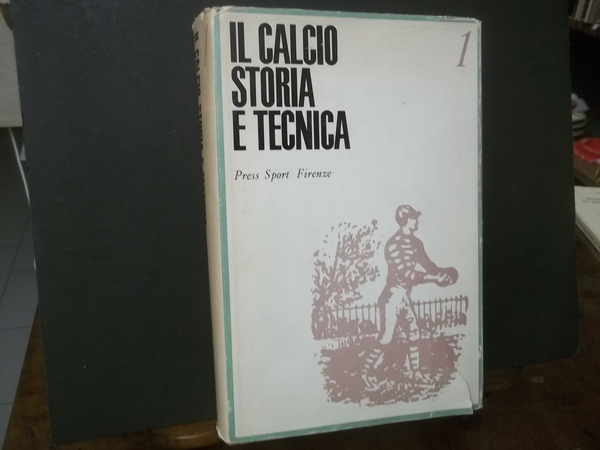 IL CALCIO
STORIA
E TECNICA
1
Press Sport Firenze